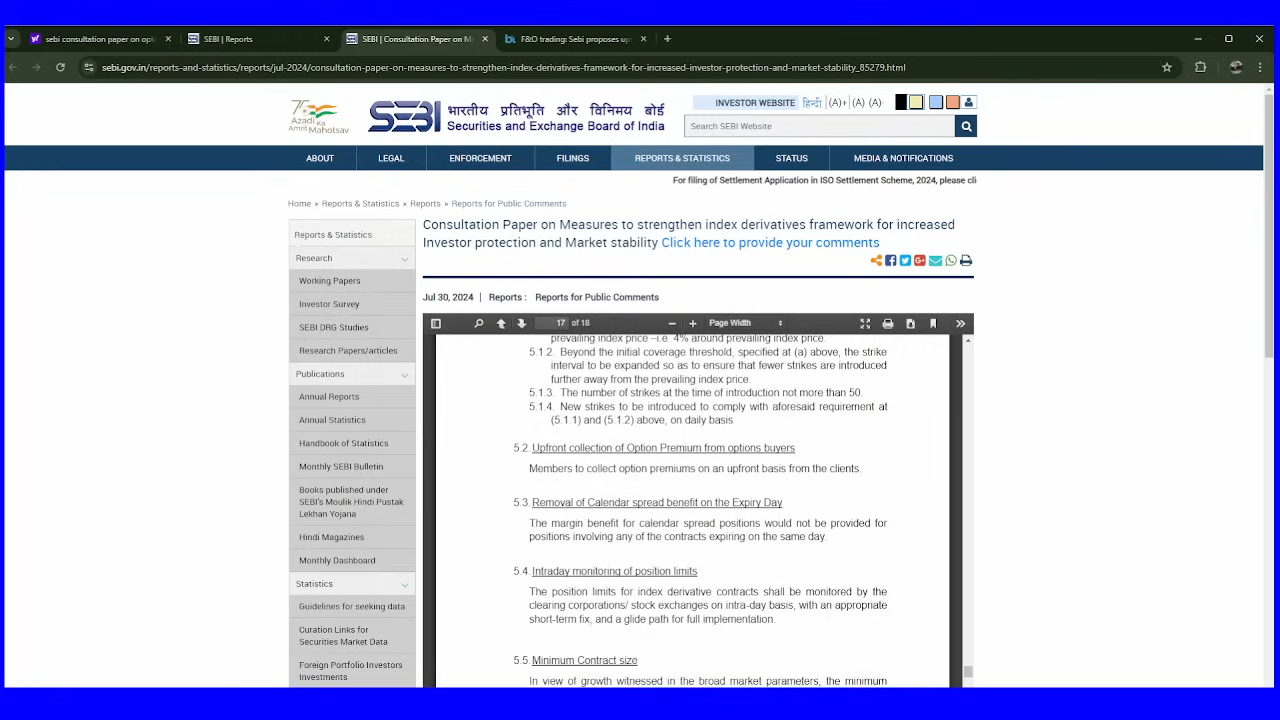 sebi consultation paper on opti
SEBI | Reports
SEBI | Consultation Paper on M
F&O trading: Sebi proposes up
sebi.gov.in/reports-and-statistics/reports/jul-2024/consultation-paper-on-measures-to-strengthen-index-derivatives-framework-for-increased-investor-protection-and-market-stability_85279.html
Azadi Ka
Amrit Mahotsav
SEBI
भारतीय प्रतिभूति और विनिमय बोर्ड
Securities and Exchange Board of India
INVESTOR WEBSITE हिन्दी (A)+ (A) (A)-
Search SEBI Website
ABOUT LEGAL ENFORCEMENT FILINGS REPORTS & STATISTICS STATUS MEDIA & NOTIFICATIONS
For filing of Settlement Application in ISO Settlement Scheme, 2024, please cli
Home » Reports & Statistics » Reports » Reports for Public Comments
Reports & Statistics
Research
Working Papers
Investor Survey
SEBI DRG Studies
Research Papers/articles
Publications
Annual Reports
Annual Statistics
Handbook of Statistics
Monthly SEBI Bulletin
Books published under
SEBI's Moulik Hindi Pustak
Lekhan Yojana
Hindi Magazines
Monthly Dashboard
Statistics
Guidelines for seeking data
Curation Links for
Securities Market Data
Foreign Portfolio Investors
Investments
Consultation Paper on Measures to strengthen index derivatives framework for increased
Investor protection and Market stability Click here to provide your comments
Jul 30, 2024 | Reports : Reports for Public Comments
17 of 18 Page Width
prevailing index price –i.e. 4% around prevailing index price.
5.1.2. Beyond the initial coverage threshold, specified at (a) above, the strike
interval to be expanded so as to ensure that fewer strikes are introduced
further away from the prevailing index price.
5.1.3. The number of strikes at the time of introduction not more than 50.
5.1.4. New strikes to be introduced to comply with aforesaid requirement at
(5.1.1) and (5.1.2) above, on daily basis
5.2. Upfront collection of Option Premium from options buyers
Members to collect option premiums on an upfront basis from the clients.
5.3. Removal of Calendar spread benefit on the Expiry Day
The margin benefit for calendar spread positions would not be provided for
positions involving any of the contracts expiring on the same day.
5.4. Intraday monitoring of position limits
The position limits for index derivative contracts shall be monitored by the
clearing corporations/ stock exchanges on intra-day basis, with an appropriate
short-term fix, and a glide path for full implementation.
5.5. Minimum Contract size
In view of growth witnessed in the broad market parameters, the minimum